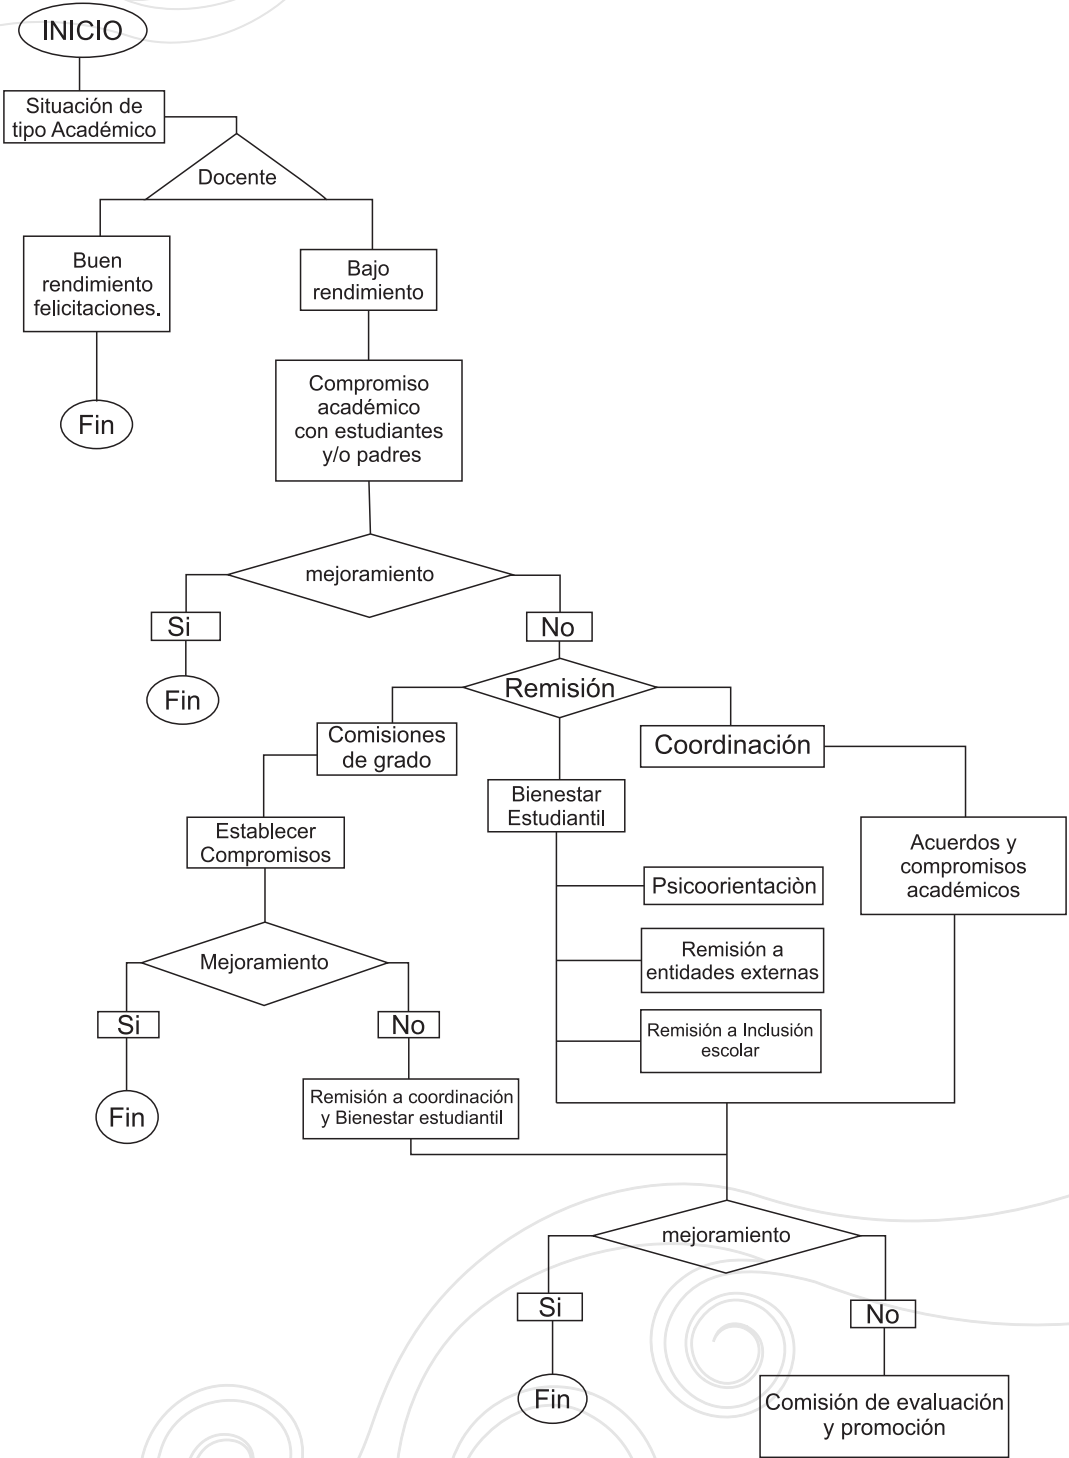 INICIO
Situación de
tipo Académico
Docente
Buen
rendimiento
felicitaciones.
Bajo
rendimiento
Fin
Compromiso
académico
con estudiantes
y/o padres
mejoramiento
Si
No
Fin
Remisión
Comisiones
de grado
Coordinación
Bienestar
Estudiantil
Establecer
Compromisos
Acuerdos y
compromisos
académicos
Psicoorientaciòn
Remisión a
entidades externas
Mejoramiento
Si
No
Remisión a Inclusión
escolar
Fin
Remisión a coordinación
y Bienestar estudiantil
mejoramiento
Si
No
Fin
Comisión de evaluación
y promoción